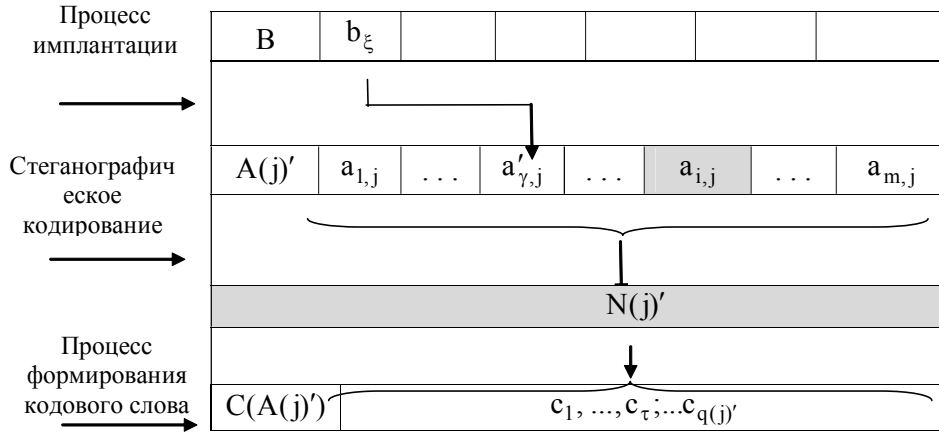 Процесс
имплантации
B b_ξ
Стеганографич
еское
кодирование
A(j)′ a_{1,j} ... a′_{γ,j} ... a_{i,j} ... a_{m,j}
N(j)′
Процесс
формирования
кодового слова
C(A(j)′) c_1, ..., c_τ;...c_{q(j)′}